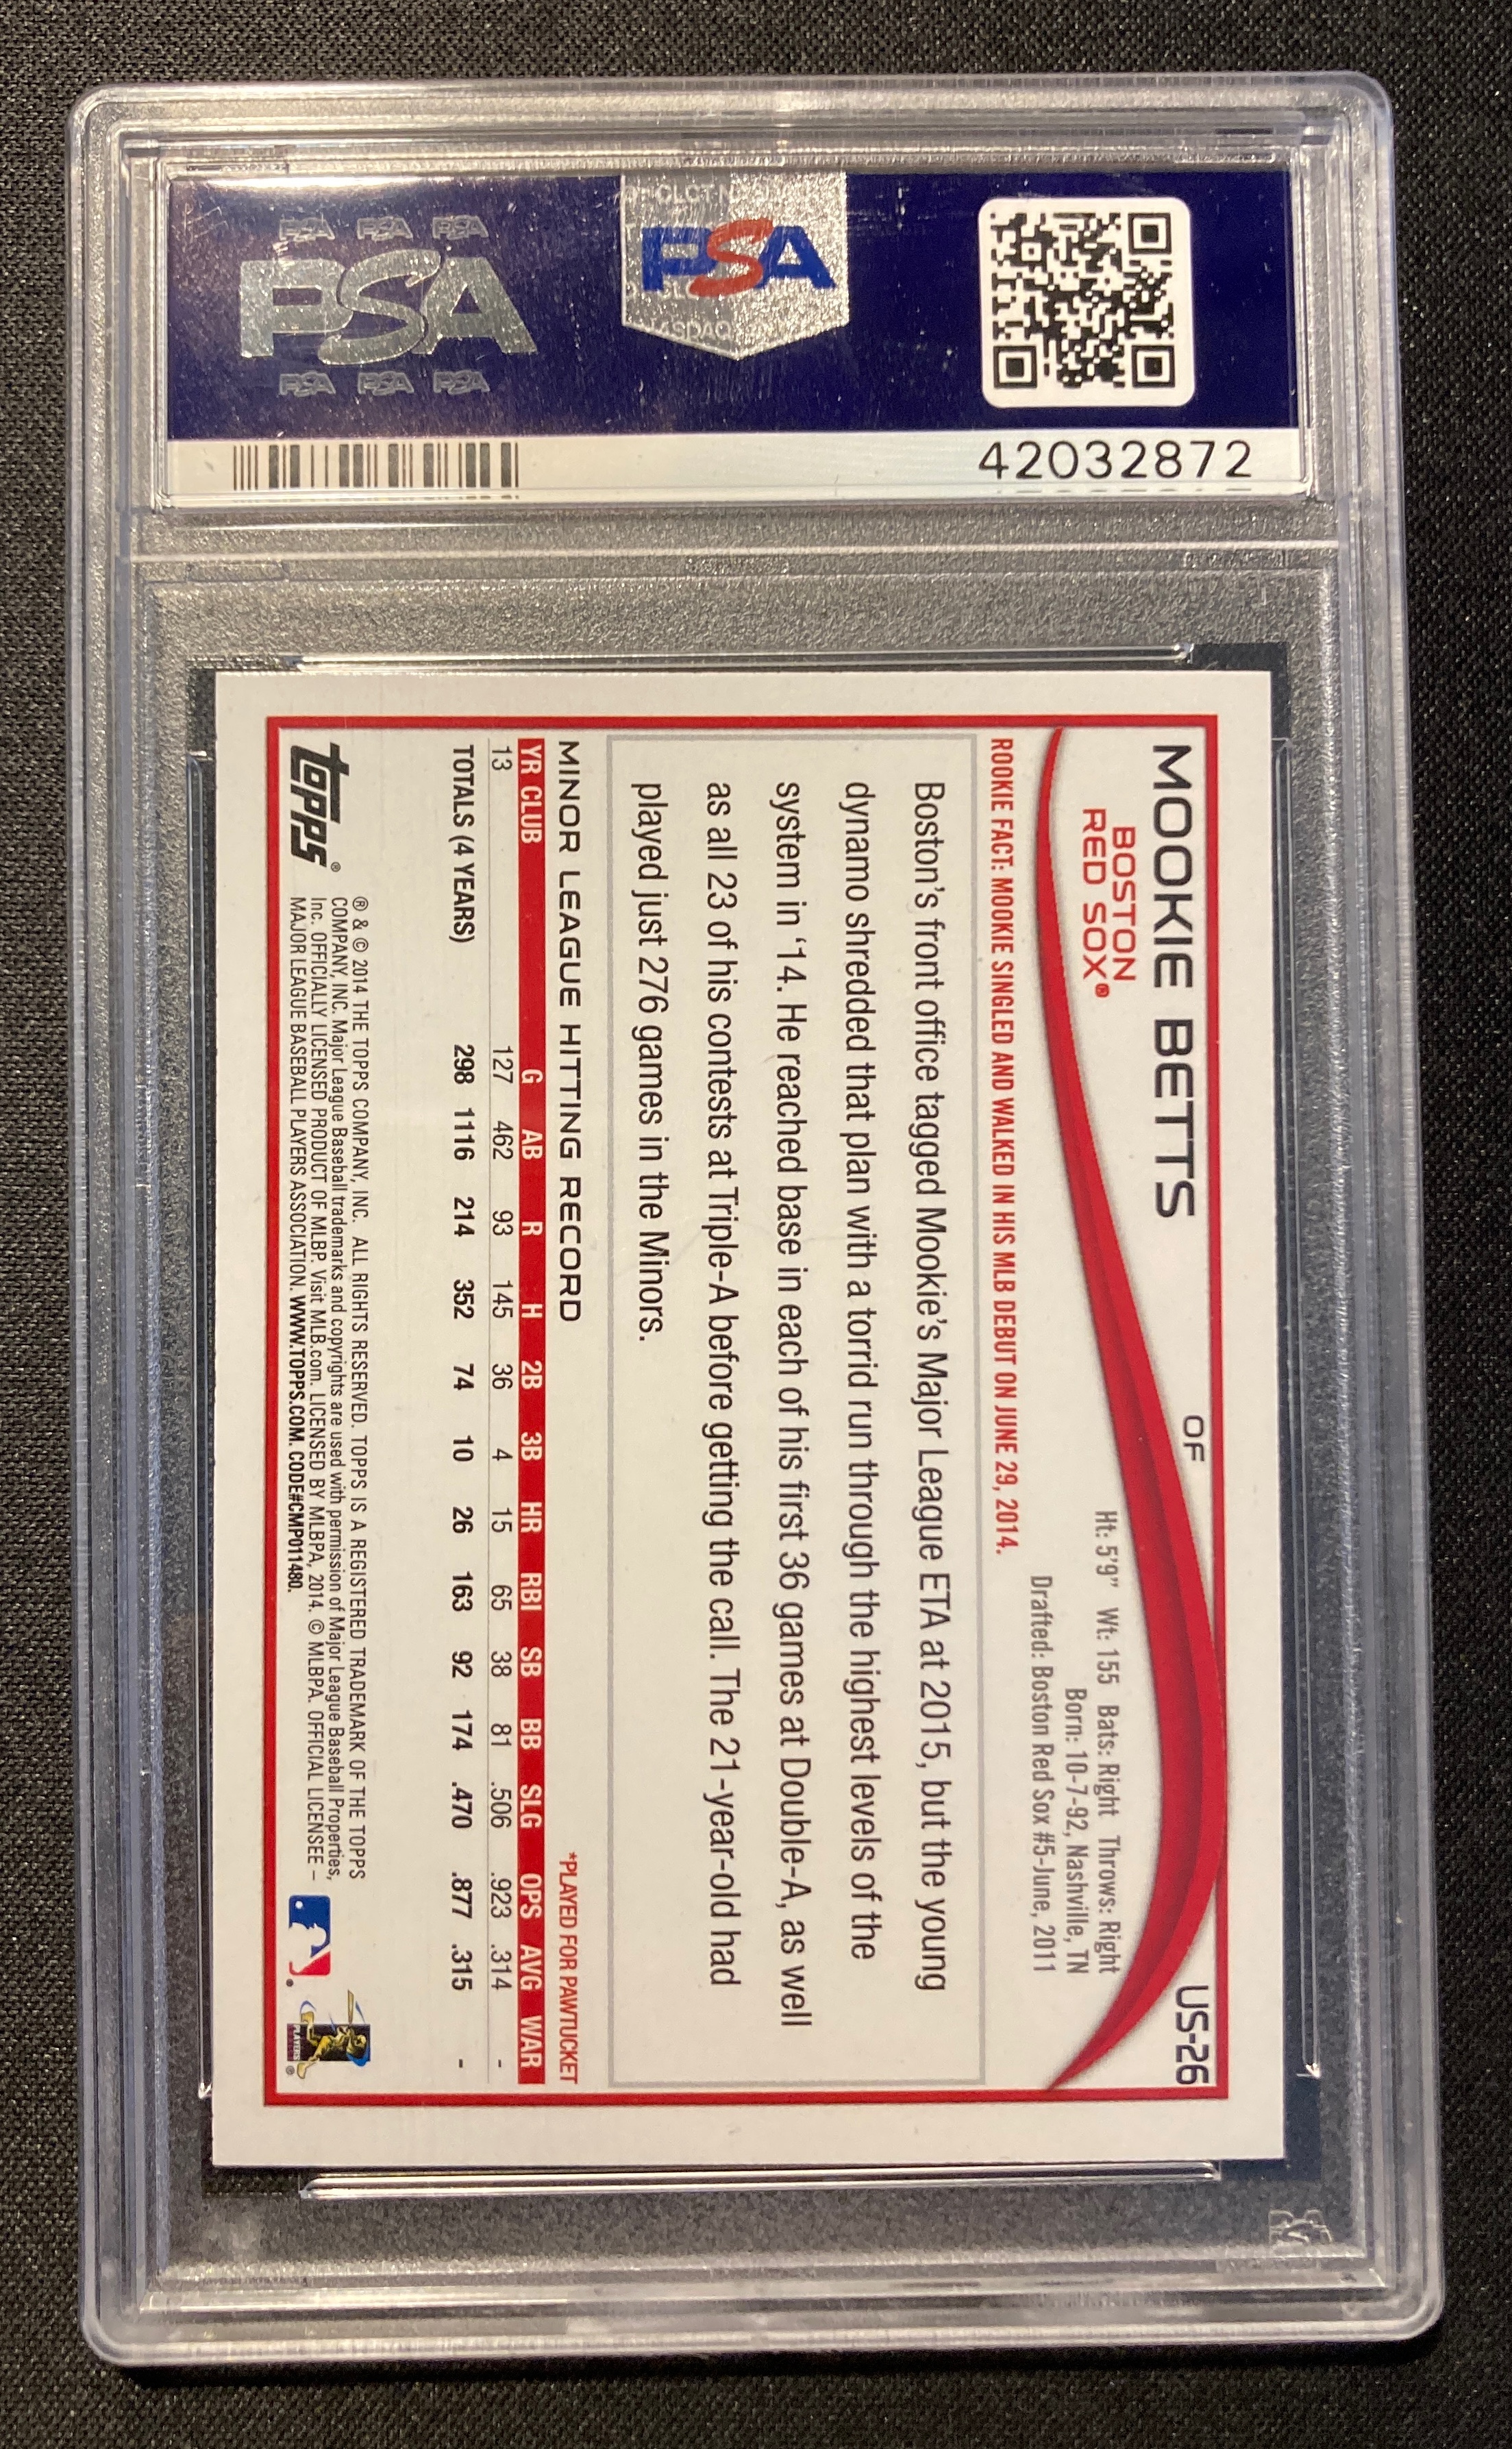 PSA PSA PSA
PSA
PSA PSA PSA
PSA
NASDAQ
42032872
MOOKIE BETTS
OF
US-26
BOSTON
RED SOX®
Ht: 5'9" Wt: 155 Bats: Right Throws: Right
Born: 10-7-92, Nashville, TN
Drafted: Boston Red Sox #5-June, 2011
ROOKIE FACT: MOOKIE SINGLED AND WALKED IN HIS MLB DEBUT ON JUNE 29, 2014.
Boston's front office tagged Mookie's Major League ETA at 2015, but the young
dynamo shredded that plan with a torrid run through the highest levels of the
system in ‘14. He reached base in each of his first 36 games at Double-A, as well
as all 23 of his contests at Triple-A before getting the call. The 21-year-old had
played just 276 games in the Minors.
MINOR LEAGUE HITTING RECORD
*PLAYED FOR PAWTUCKET
YR CLUB G AB R H 2B 3B HR RBI SB BB SLG OPS AVG WAR
13 127 462 93 145 36 4 15 65 38 81 .506 .923 .314 -
TOTALS (4 YEARS) 298 1116 214 352 74 10 26 163 92 174 .470 .877 .315 -
topps®
® & © 2014 THE TOPPS COMPANY, INC. ALL RIGHTS RESERVED. TOPPS IS A REGISTERED TRADEMARK OF THE TOPPS
COMPANY, INC. Major League Baseball trademarks and copyrights are used with permission of Major League Baseball Properties,
Inc. OFFICIALLY LICENSED PRODUCT OF MLBP. Visit MLB.com. LICENSED BY MLBPA, 2014. © MLBPA. OFFICIAL LICENSEE –
MAJOR LEAGUE BASEBALL PLAYERS ASSOCIATION. WWW.TOPPS.COM. CODE#CMP011480.